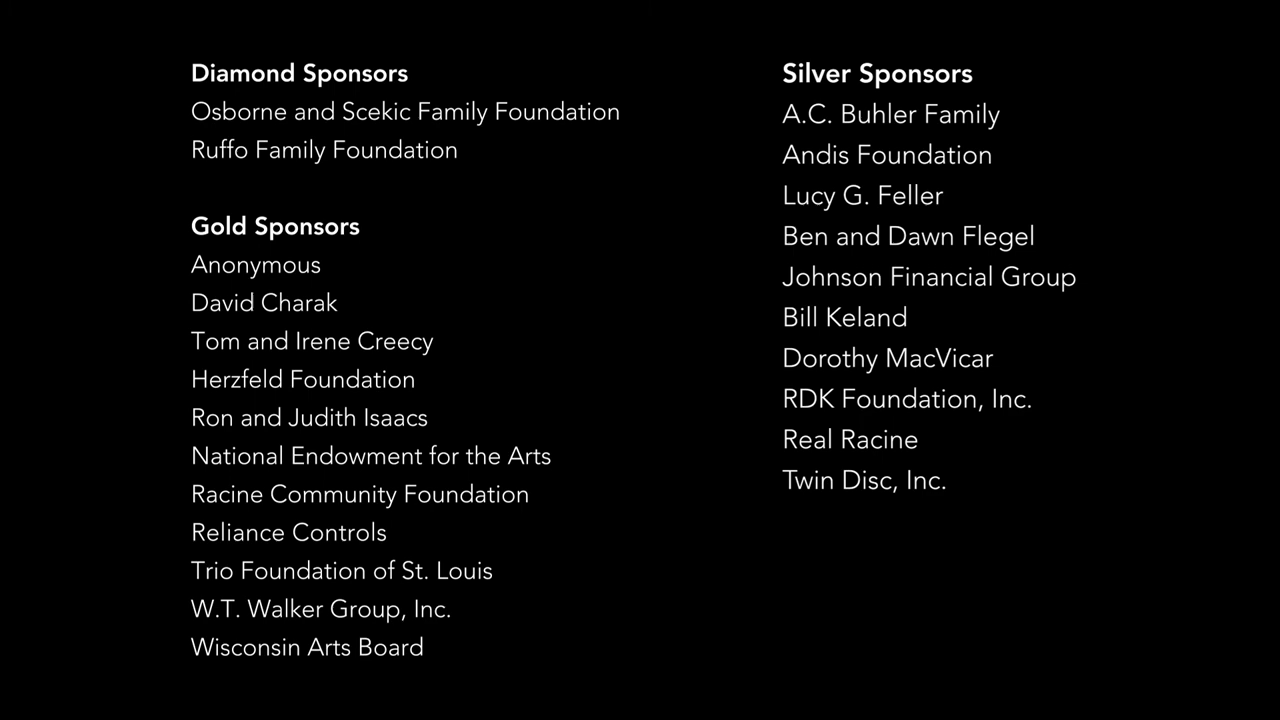 Diamond Sponsors
Osborne and Scekic Family Foundation
Ruffo Family Foundation
Gold Sponsors
Anonymous
David Charak
Tom and Irene Creecy
Herzfeld Foundation
Ron and Judith Isaacs
National Endowment for the Arts
Racine Community Foundation
Reliance Controls
Trio Foundation of St. Louis
W.T. Walker Group, Inc.
Wisconsin Arts Board
Silver Sponsors
A.C. Buhler Family
Andis Foundation
Lucy G. Feller
Ben and Dawn Flegel
Johnson Financial Group
Bill Keland
Dorothy MacVicar
RDK Foundation, Inc.
Real Racine
Twin Disc, Inc.